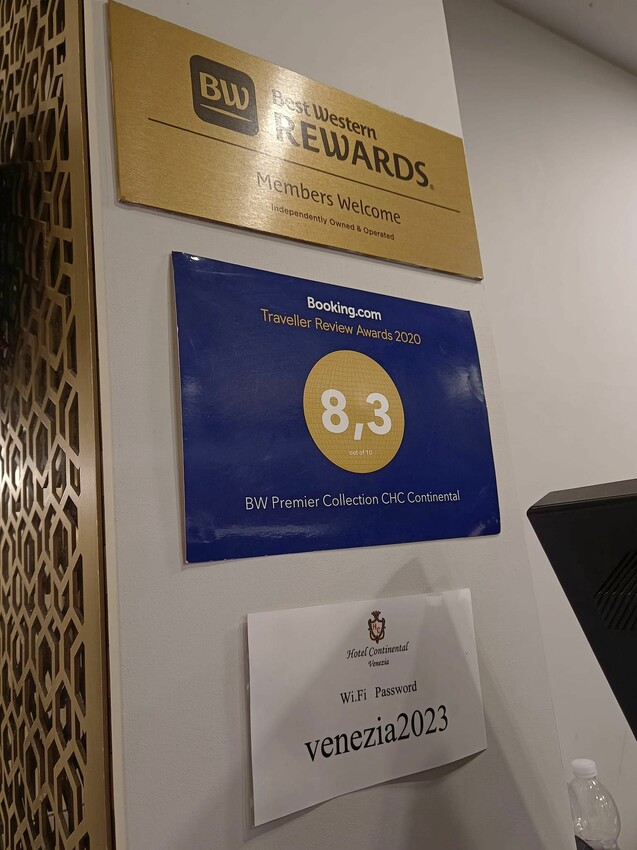 BW Best Western
REWARDS®
Members Welcome
Independently Owned & Operated
Booking.com
Traveller Review Awards 2020
8,3
out of 10
BW Premier Collection CHC Continental
Hotel Continental
Venezia
Wi.Fi Password
venezia2023